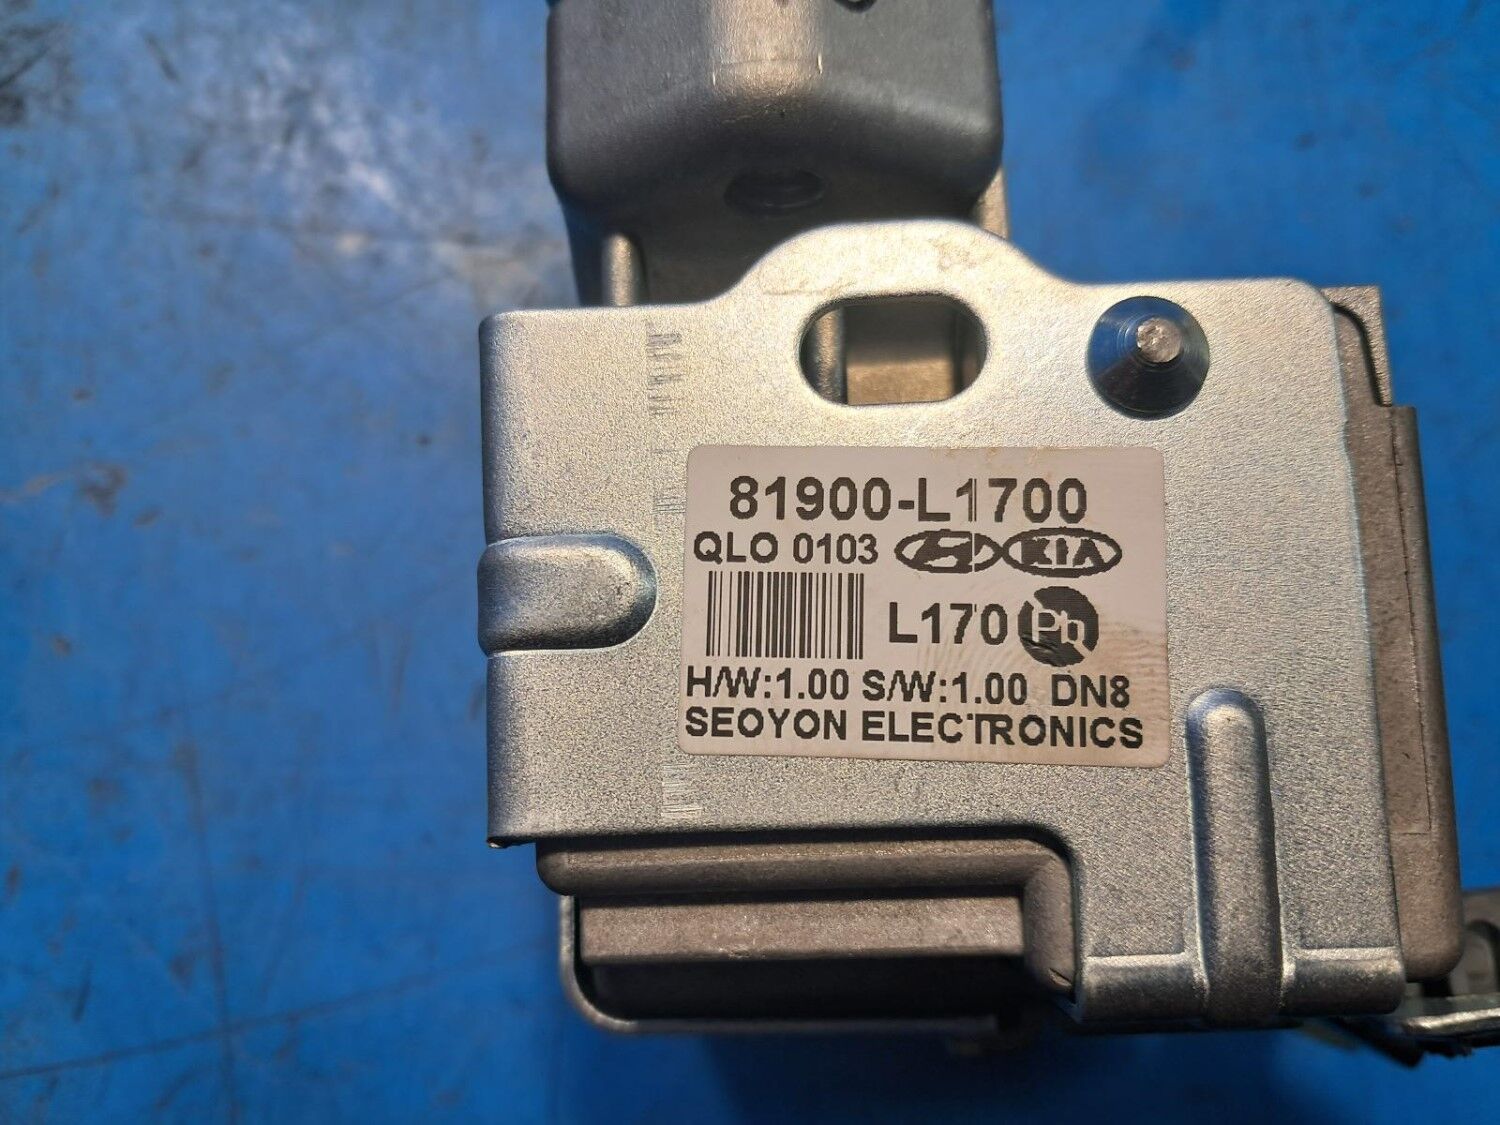 81900-L1700
QLO 0103 KIA
L170 Pb
H/W:1.00 S/W:1.00 DN8
SEOYON ELECTRONICS